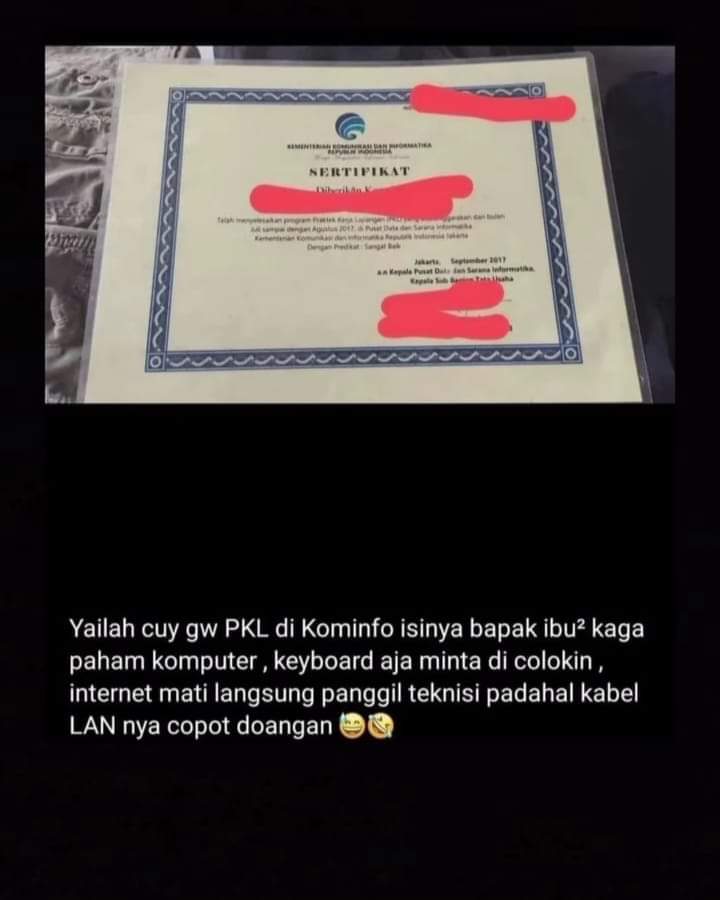 KEMENTERIAN KOMUNIKASI DAN INFORMATIKA
REPUBLIK INDONESIA
SERTIFIKAT
Diberikan
Telah menyelesaikan program Praktek Kerja Lapangan (PKL) yang dan bulan
Juli sampai dengan Agustus 2017, di Pusat Data dan Sarana Informatika
Kementerian Komunikasi dan Informatika Republik Indonesia Jakarta
Dengan Predikat : Sangat Baik
Jakarta, September 2017
a.n Kepala Pusat Data dan Sarana Informatika,
Kepala Sub Bagian Tata Usaha
Yailah cuy gw PKL di Kominfo isinya bapak ibu² kaga
paham komputer , keyboard aja minta di colokin ,
internet mati langsung panggil teknisi padahal kabel
LAN nya copot doangan 😅🤣